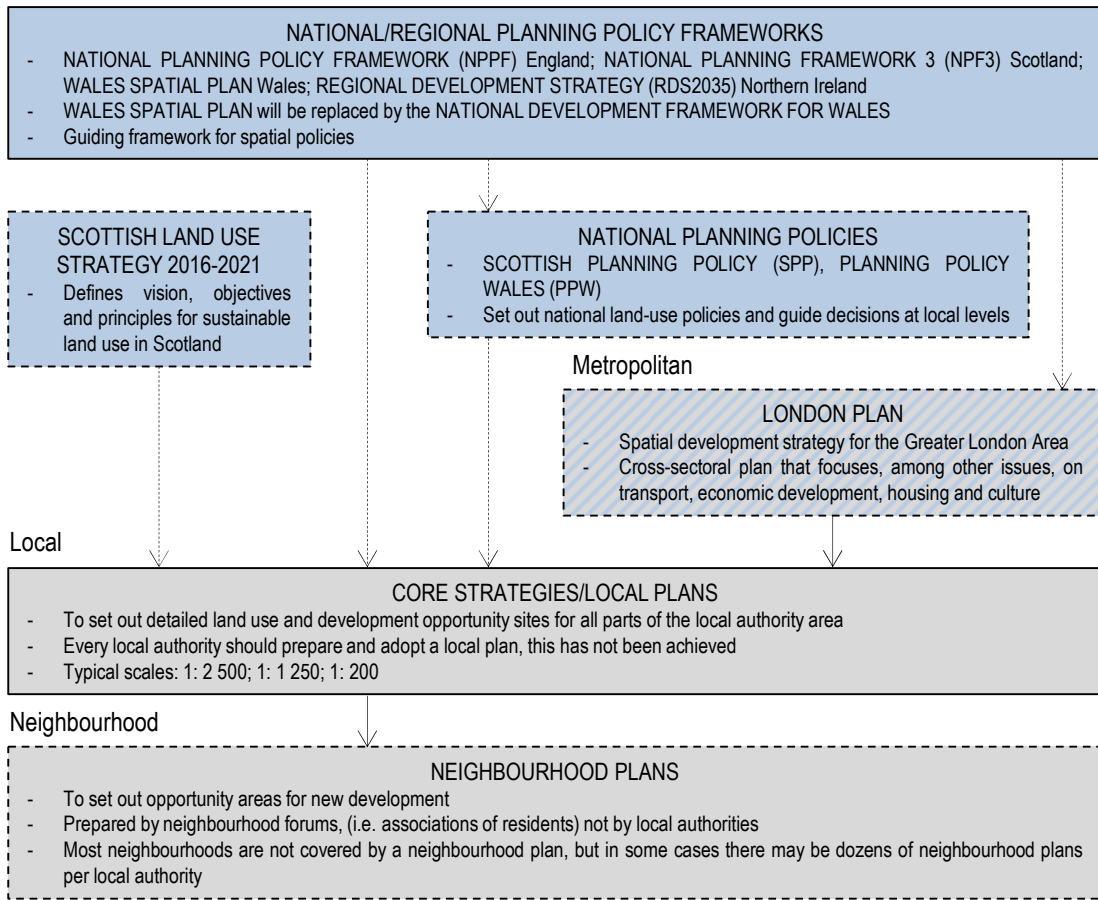 NATIONAL/REGIONAL PLANNING POLICY FRAMEWORKS
- NATIONAL PLANNING POLICY FRAMEWORK (NPPF) England; NATIONAL PLANNING FRAMEWORK 3 (NPF3) Scotland;
WALES SPATIAL PLAN Wales; REGIONAL DEVELOPMENT STRATEGY (RDS2035) Northern Ireland
- WALES SPATIAL PLAN will be replaced by the NATIONAL DEVELOPMENT FRAMEWORK FOR WALES
- Guiding framework for spatial policies
SCOTTISH LAND USE
STRATEGY 2016-2021
- Defines vision, objectives
and principles for sustainable
land use in Scotland
NATIONAL PLANNING POLICIES
- SCOTTISH PLANNING POLICY (SPP), PLANNING POLICY
WALES (PPW)
- Set out national land-use policies and guide decisions at local levels
Metropolitan
LONDON PLAN
- Spatial development strategy for the Greater London Area
- Cross-sectoral plan that focuses, among other issues, on
transport, economic development, housing and culture
Local
CORE STRATEGIES/LOCAL PLANS
- To set out detailed land use and development opportunity sites for all parts of the local authority area
- Every local authority should prepare and adopt a local plan, this has not been achieved
- Typical scales: 1: 2 500; 1: 1 250; 1: 200
Neighbourhood
NEIGHBOURHOOD PLANS
- To set out opportunity areas for new development
- Prepared by neighbourhood forums, (i.e. associations of residents) not by local authorities
- Most neighbourhoods are not covered by a neighbourhood plan, but in some cases there may be dozens of neighbourhood plans
per local authority